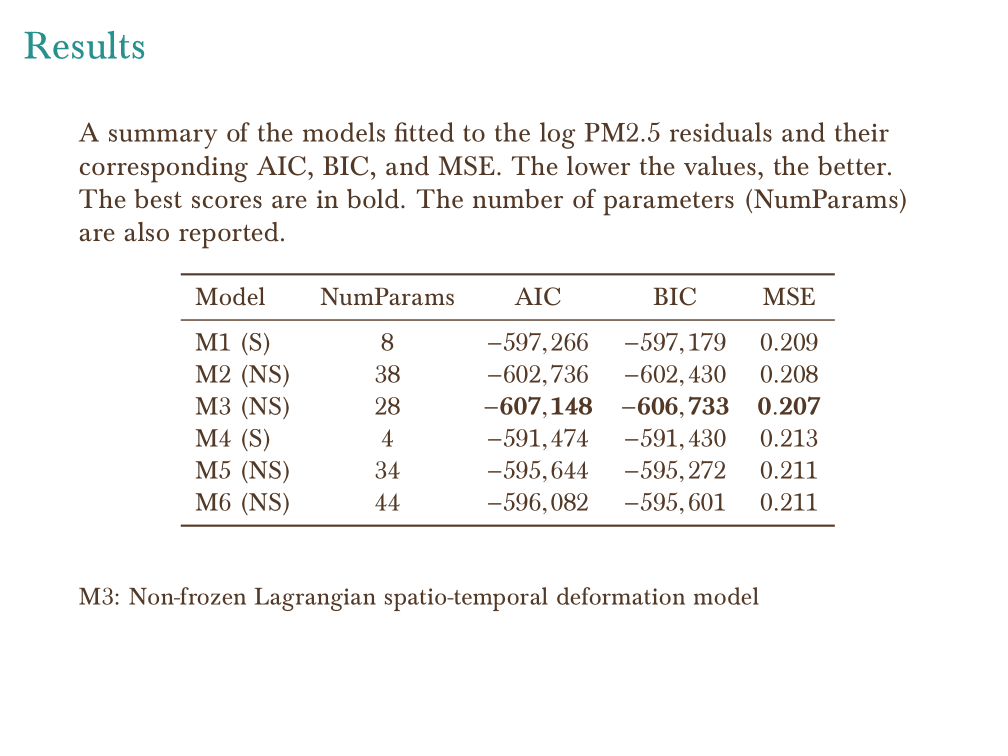 Results
A summary of the models fitted to the log PM2.5 residuals and their
corresponding AIC, BIC, and MSE. The lower the values, the better.
The best scores are in bold. The number of parameters (NumParams)
are also reported.
Model NumParams AIC BIC MSE
M1 (S) 8 −597,266 −597,179 0.209
M2 (NS) 38 −602,736 −602,430 0.208
M3 (NS) 28 −607,148 −606,733 0.207
M4 (S) 4 −591,474 −591,430 0.213
M5 (NS) 34 −595,644 −595,272 0.211
M6 (NS) 44 −596,082 −595,601 0.211
M3: Non-frozen Lagrangian spatio-temporal deformation model